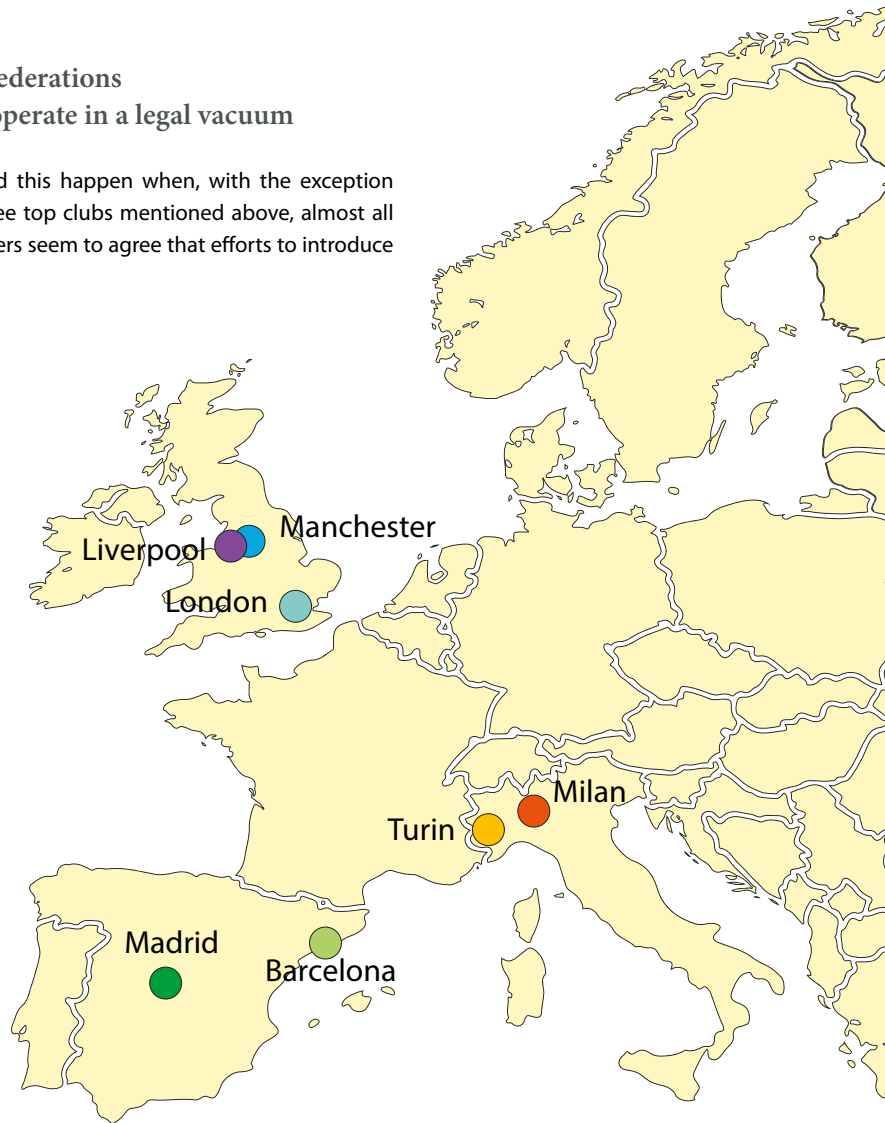 ederations
operate in a legal vacuum
this happen when, with the exception
ee top clubs mentioned above, almost all
ers seem to agree that efforts to introduce
Manchester
Liverpool
London
Milan
Turin
Madrid
Barcelona